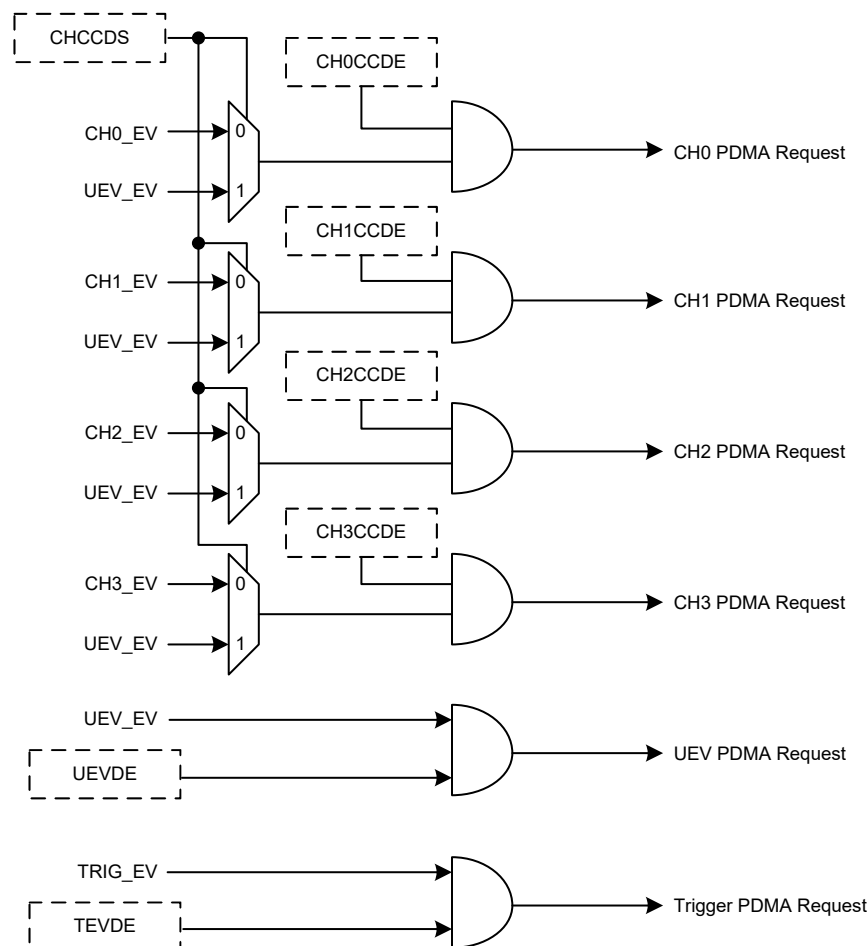 CHCCDS
CH0CCDE
CH0_EV
0
CH0 PDMA Request
UEV_EV
1
CH1CCDE
CH1_EV
0
CH1 PDMA Request
UEV_EV
1
CH2CCDE
CH2_EV
0
CH2 PDMA Request
UEV_EV
1
CH3CCDE
CH3_EV
0
CH3 PDMA Request
UEV_EV
1
UEV_EV
UEV PDMA Request
UEVDE
TRIG_EV
Trigger PDMA Request
TEVDE